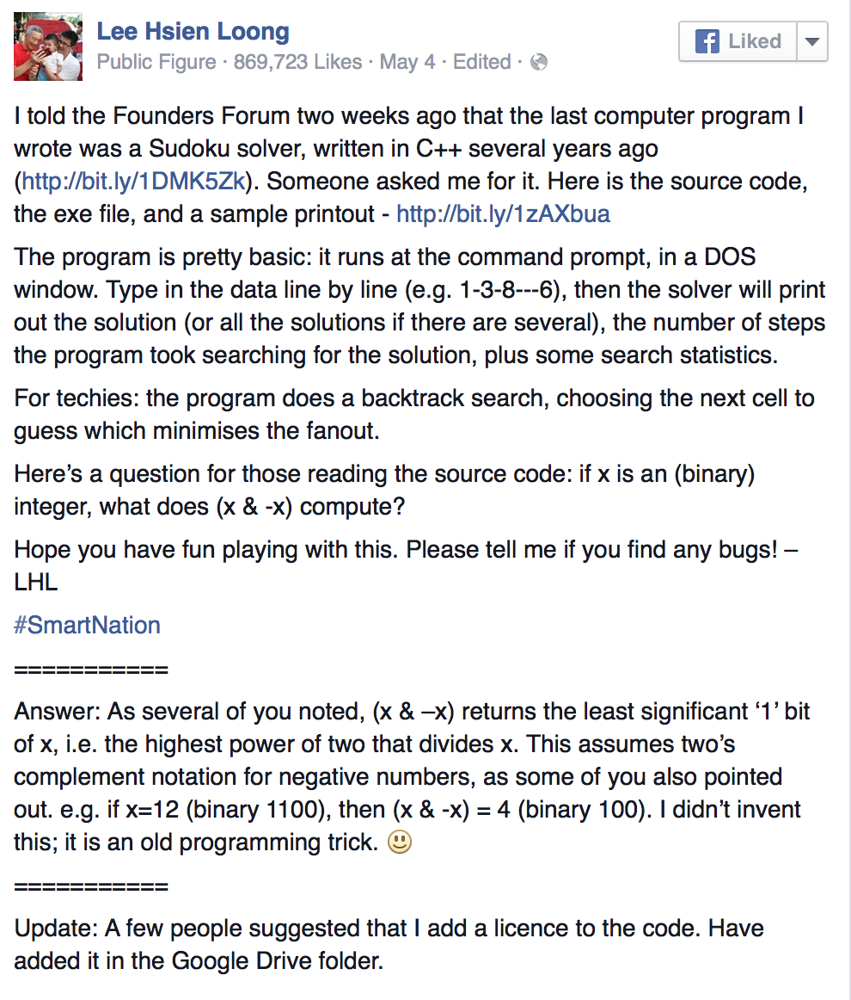 Lee Hsien Loong
Public Figure · 869,723 Likes · May 4 · Edited ·
Liked
I told the Founders Forum two weeks ago that the last computer program I
wrote was a Sudoku solver, written in C++ several years ago
(http://bit.ly/1DMK5Zk). Someone asked me for it. Here is the source code,
the exe file, and a sample printout - http://bit.ly/1zAXbua
The program is pretty basic: it runs at the command prompt, in a DOS
window. Type in the data line by line (e.g. 1-3-8---6), then the solver will print
out the solution (or all the solutions if there are several), the number of steps
the program took searching for the solution, plus some search statistics.
For techies: the program does a backtrack search, choosing the next cell to
guess which minimises the fanout.
Here’s a question for those reading the source code: if x is an (binary)
integer, what does (x & -x) compute?
Hope you have fun playing with this. Please tell me if you find any bugs! –
LHL
#SmartNation
===========
Answer: As several of you noted, (x & –x) returns the least significant ‘1’ bit
of x, i.e. the highest power of two that divides x. This assumes two’s
complement notation for negative numbers, as some of you also pointed
out. e.g. if x=12 (binary 1100), then (x & -x) = 4 (binary 100). I didn’t invent
this; it is an old programming trick.
===========
Update: A few people suggested that I add a licence to the code. Have
added it in the Google Drive folder.